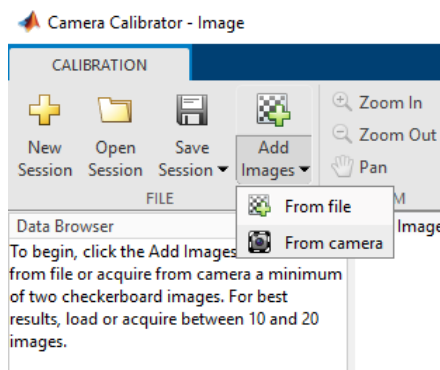 Camera Calibrator - Image
CALIBRATION
New Session
Open Session
Save Session
Add Images
Zoom In
Zoom Out
Pan
FILE
From file
From camera
M
Image
Data Browser
To begin, click the Add Images
from file or acquire from camera a minimum
of two checkerboard images. For best
results, load or acquire between 10 and 20
images.